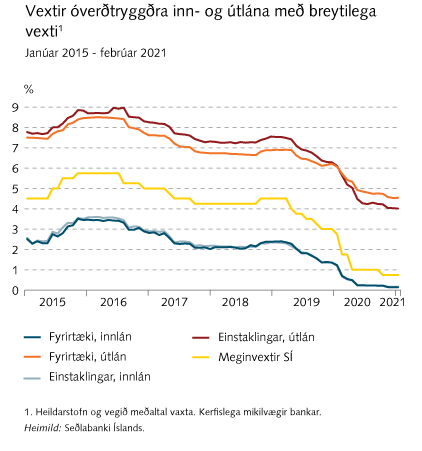 Vextir óverðtryggðra inn- og útlána með breytilega
vexti¹
Janúar 2015 - febrúar 2021
%
9
8
7
6
5
4
3
2
1
0
2015 2016 2017 2018 2019 2020 2021
Fyrirtæki, innlán
Fyrirtæki, útlán
Einstaklingar, innlán
Einstaklingar, útlán
Meginvextir SÍ
1. Heildarstofn og vegið meðaltal vaxta. Kerfislega mikilvægir bankar.
Heimild: Seðlabanki Íslands.